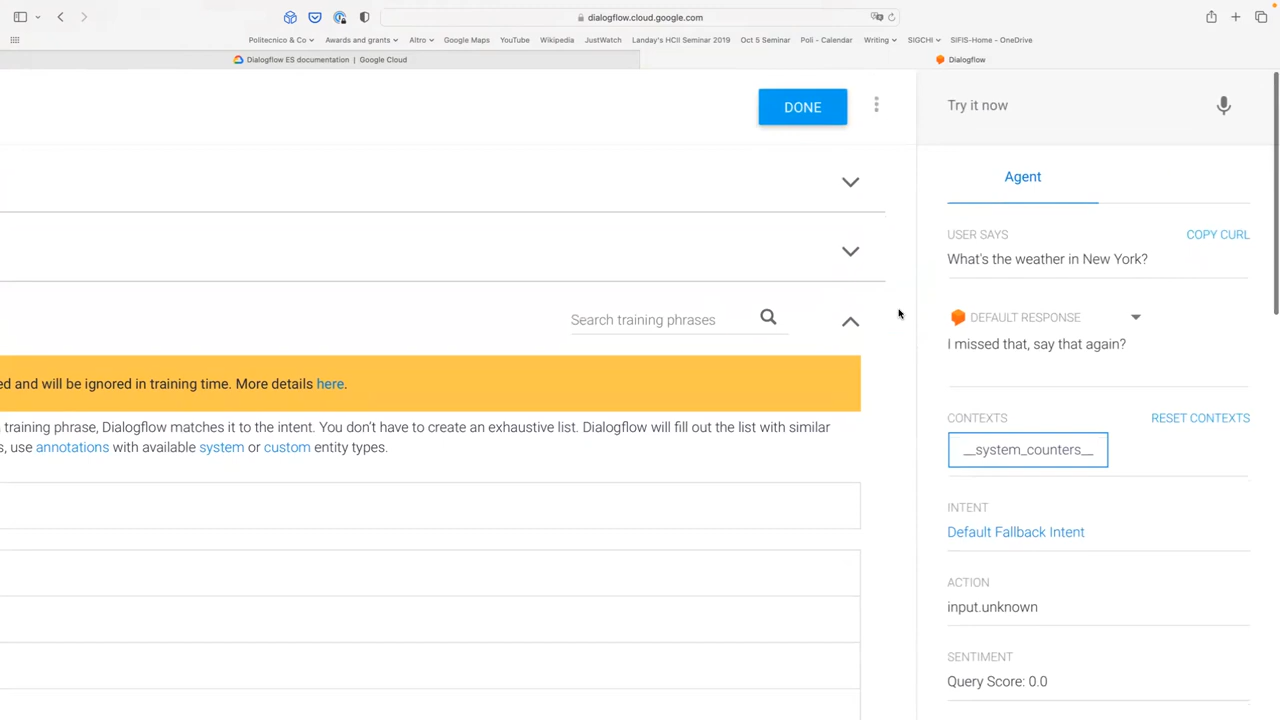 dialogflow.cloud.google.com
Politecnico & Co
Awards and grants
Altro
Google Maps
YouTube
Wikipedia
JustWatch
Landay's HCII Seminar 2019
Oct 5 Seminar
Poli - Calendar
Writing
SIGCHI
SIFIS-Home - OneDrive
Dialogflow ES documentation | Google Cloud
Dialogflow
DONE
Search training phrases
ed and will be ignored in training time. More details here.
training phrase, Dialogflow matches it to the intent. You don't have to create an exhaustive list. Dialogflow will fill out the list with similar
s, use annotations with available system or custom entity types.
Try it now
Agent
USER SAYS
COPY CURL
What's the weather in New York?
DEFAULT RESPONSE
I missed that, say that again?
CONTEXTS
RESET CONTEXTS
__system_counters__
INTENT
Default Fallback Intent
ACTION
input.unknown
SENTIMENT
Query Score: 0.0